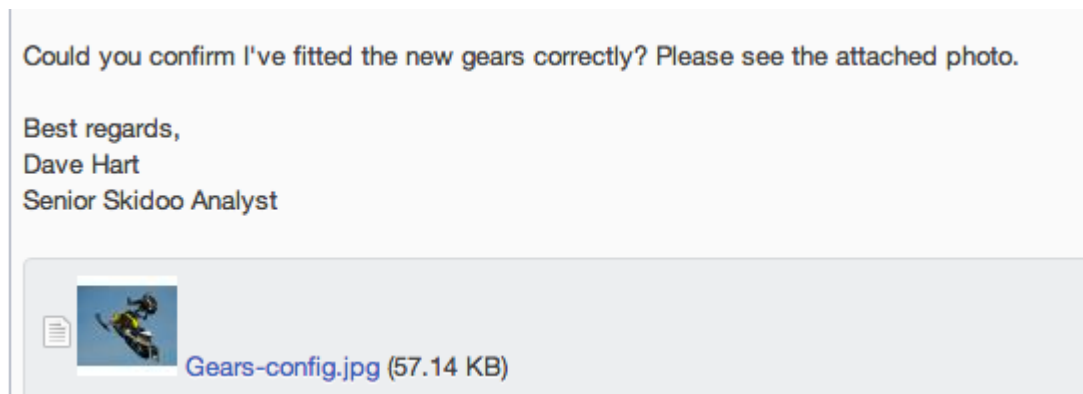 Could you confirm I've fitted the new gears correctly? Please see the attached photo.
Best regards,
Dave Hart
Senior Skidoo Analyst
Gears-config.jpg (57.14 KB)